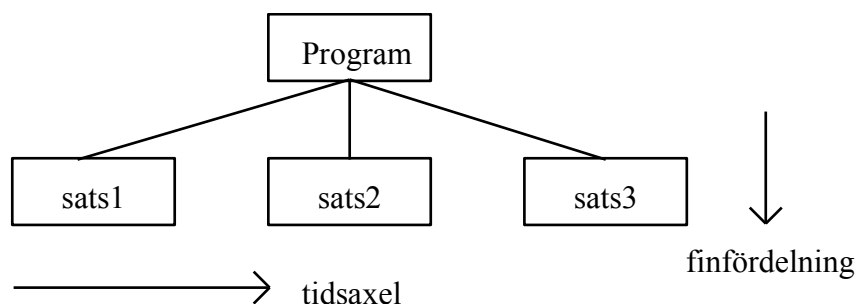 Program
sats1
sats2
sats3
finfördelning
tidsaxel